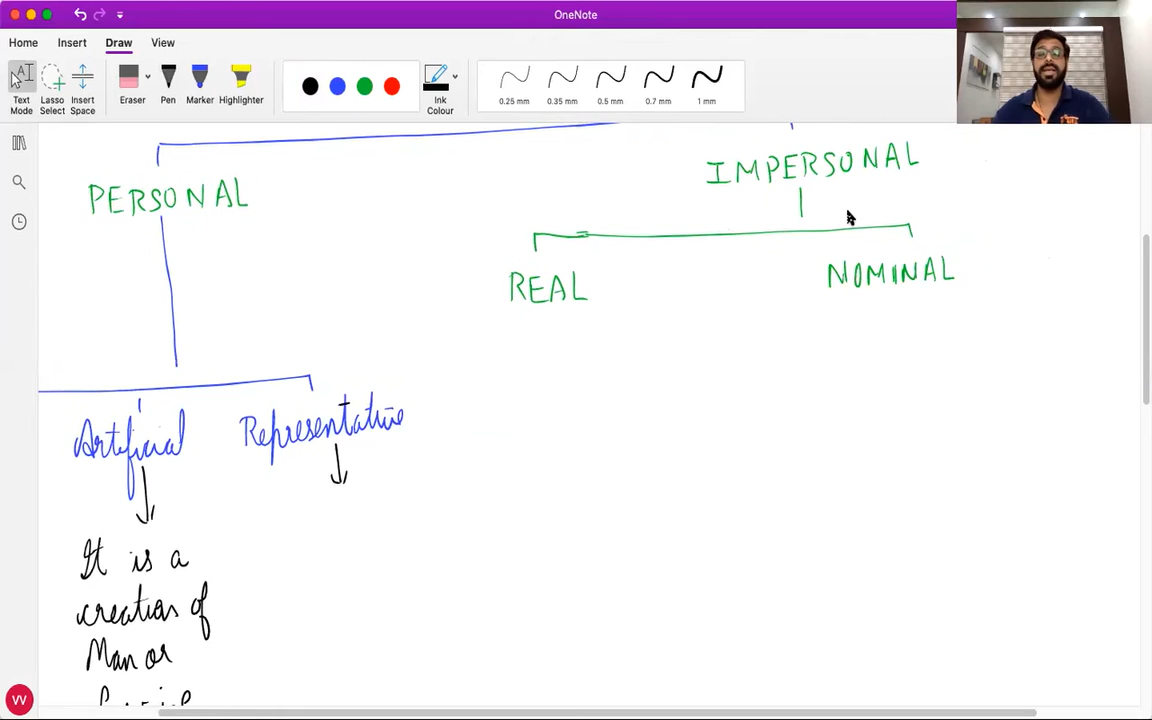 OneNote
Home Insert Draw View
Text Mode
Lasso Select
Insert Space
Eraser
Pen
Marker
Highlighter
Ink Colour
0.25 mm 0.35 mm 0.5 mm 0.7 mm 1 mm
IMPERSONAL
PERSONAL
REAL
NOMINAL
Artificial
Representative
It is a
creation of
Man or
VV